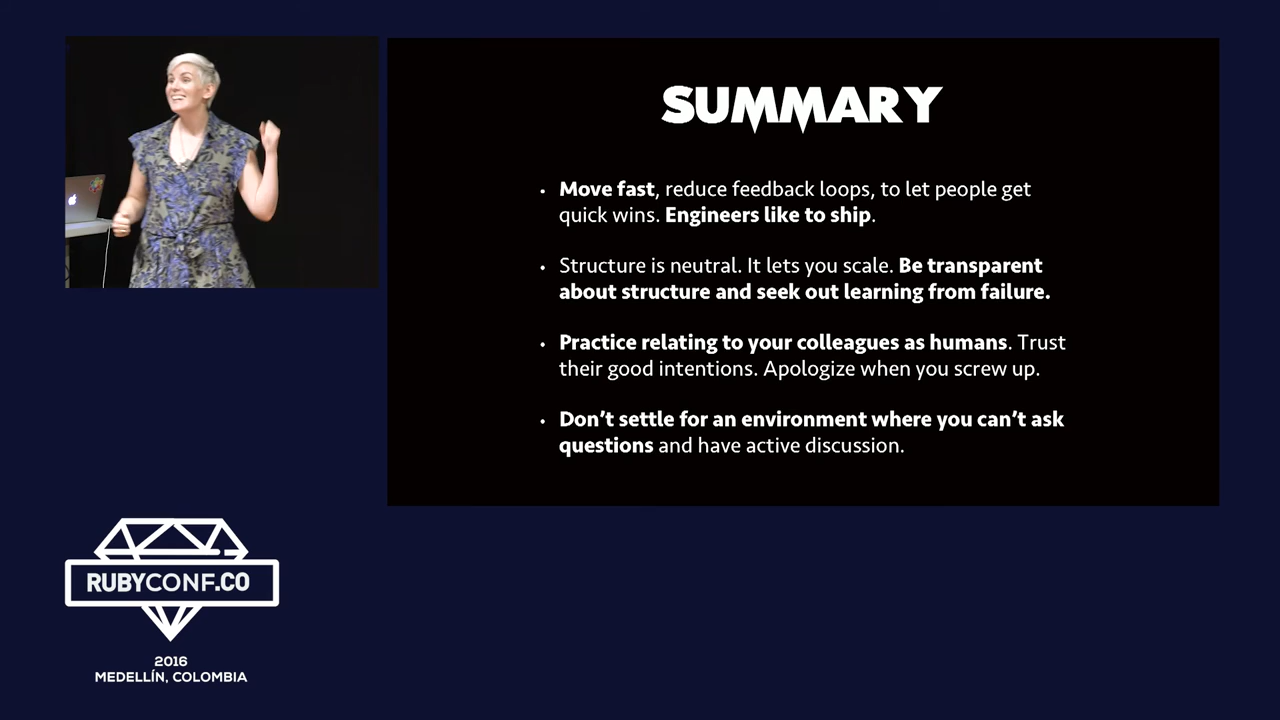 SUMMARY
• Move fast, reduce feedback loops, to let people get
quick wins. Engineers like to ship.
• Structure is neutral. It lets you scale. Be transparent
about structure and seek out learning from failure.
• Practice relating to your colleagues as humans. Trust
their good intentions. Apologize when you screw up.
• Don’t settle for an environment where you can’t ask
questions and have active discussion.
RUBYCONF.CO
2016
MEDELLÍN, COLOMBIA